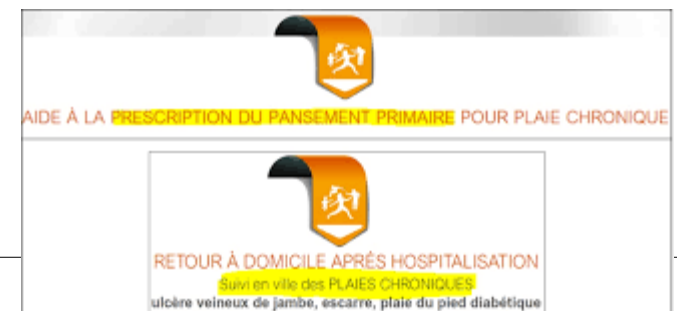 AIDE À LA PRESCRIPTION DU PANSEMENT PRIMAIRE POUR PLAIE CHRONIQUE
RETOUR À DOMICILE APRÉS HOSPITALISATION
Suivi en ville des PLAIES CHRONIQUES
ulcère veineux de jambe, escarre, plaie du pied diabétique